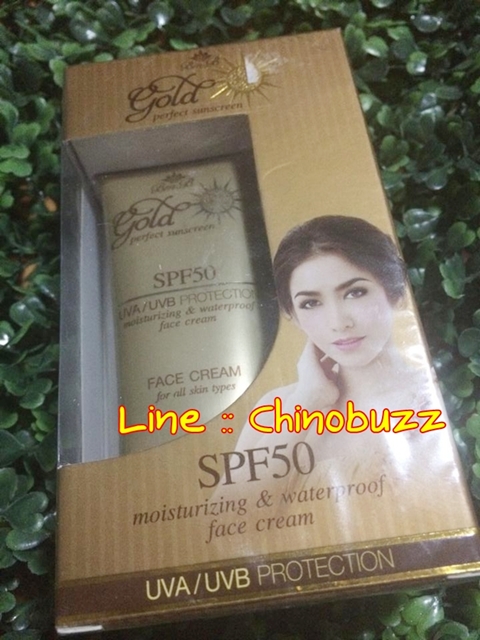 Gold
perfect sunscreen
Gold
perfect sunscreen
SPF50
UVA/UVB PROTECTION
moisturizing & waterproof
face cream
FACE CREAM
for all skin types
Line :: Chinobuzz
SPF50
moisturizing & waterproof
face cream
UVA/UVB PROTECTION